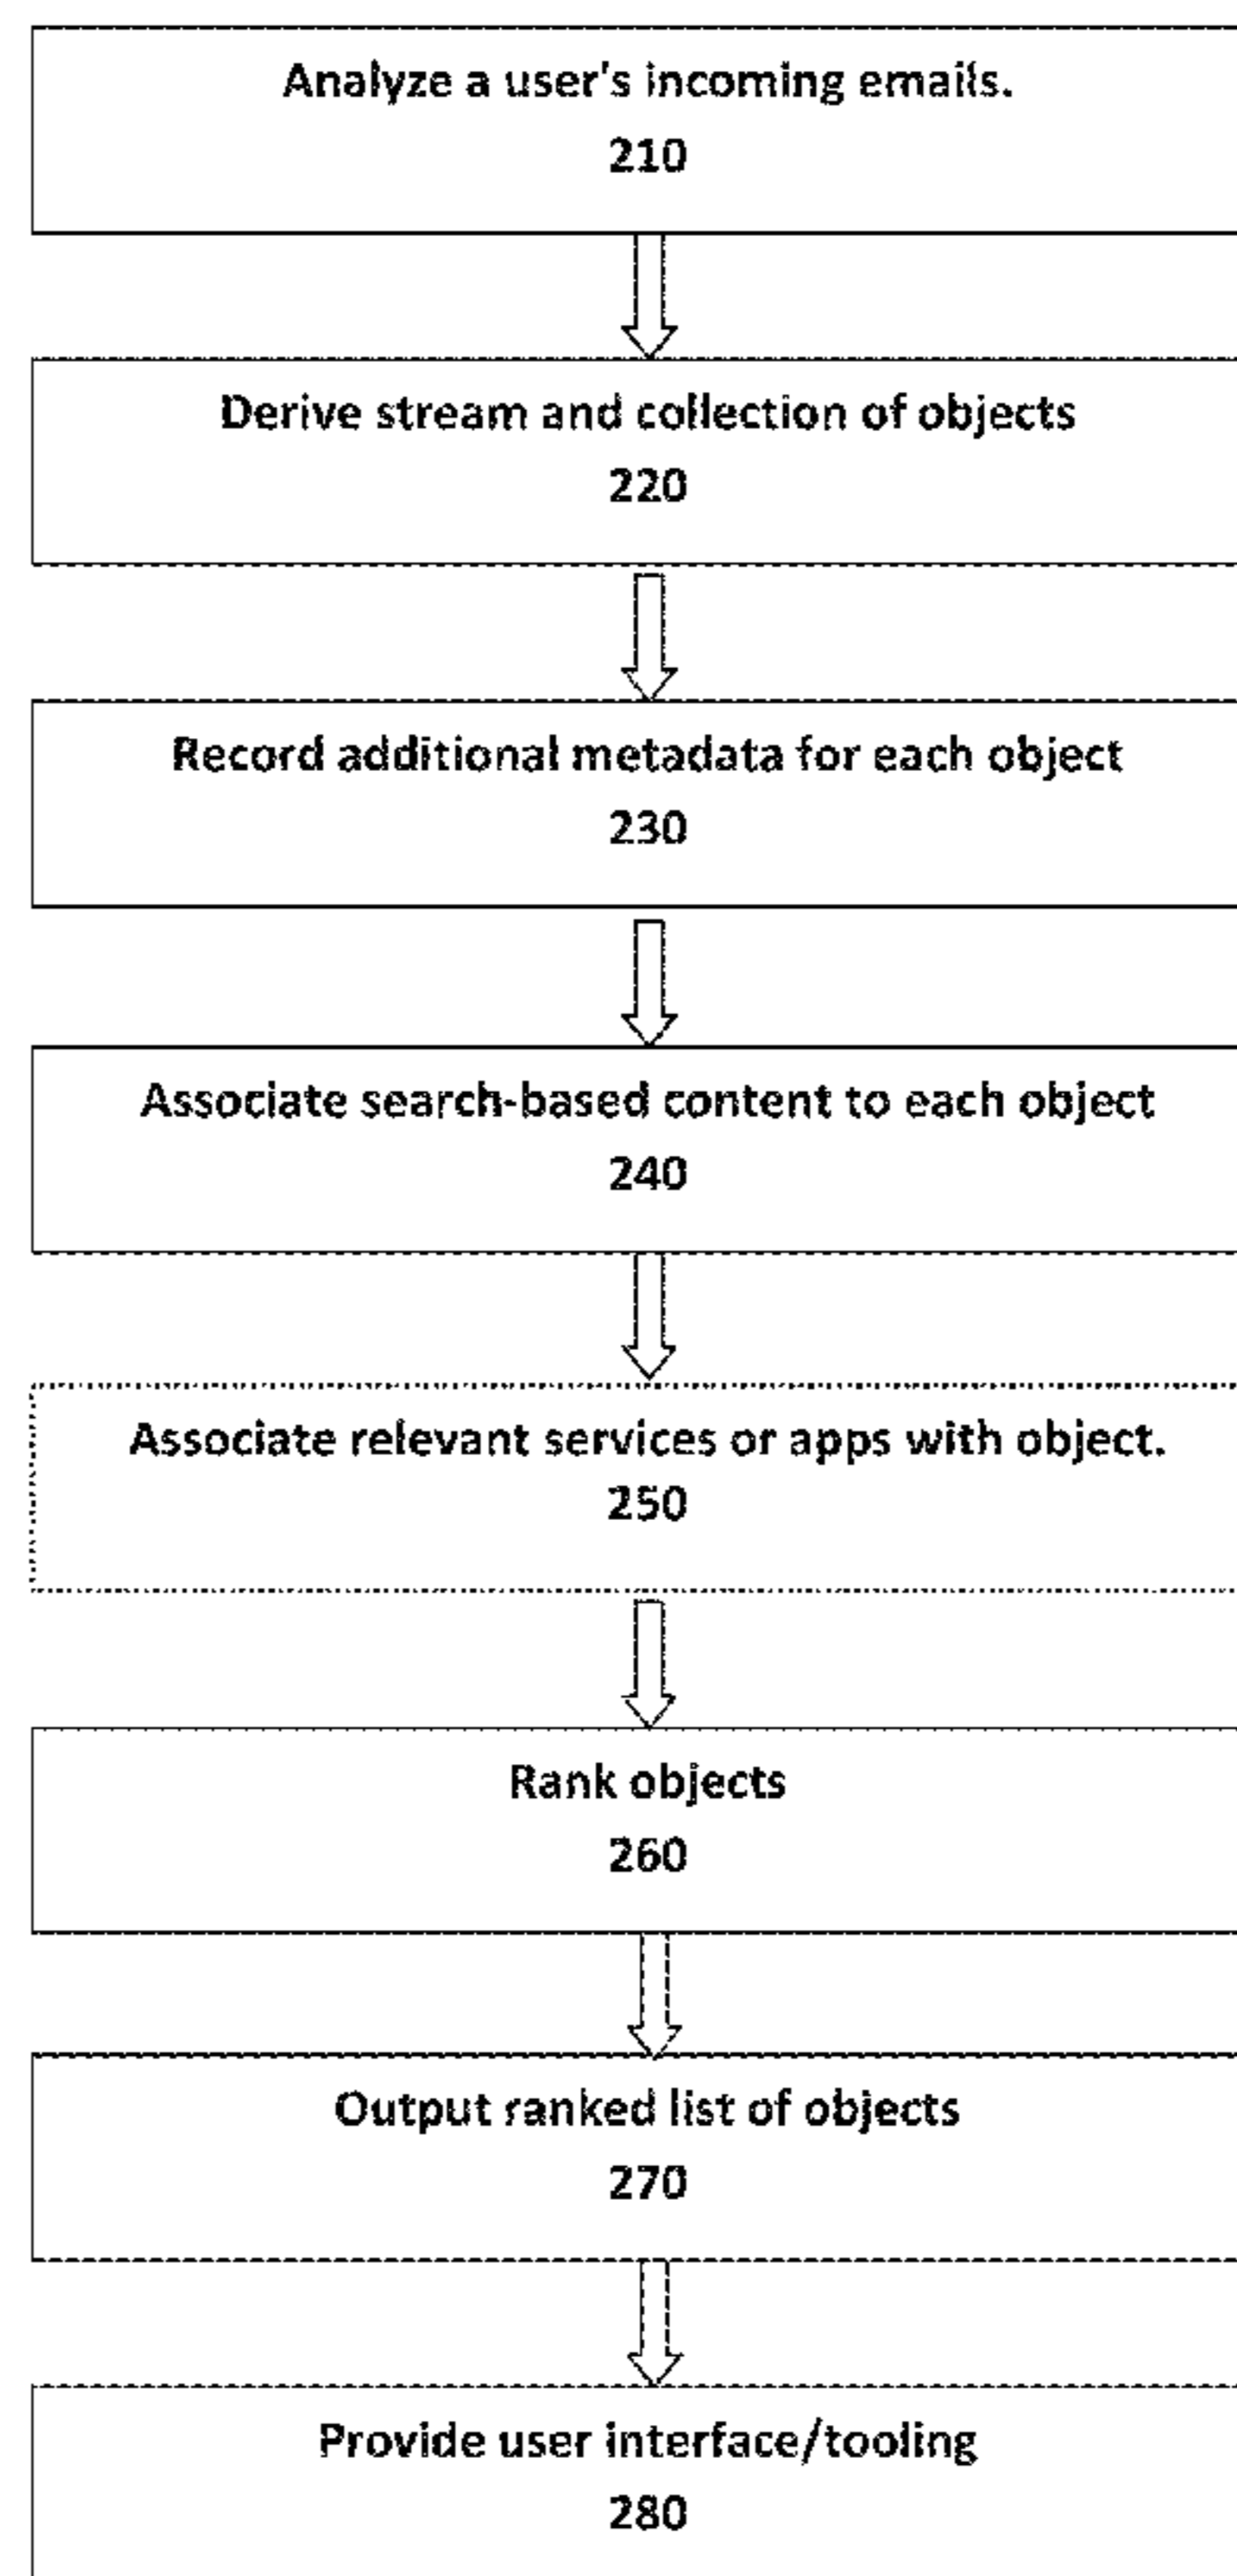 Analyze a user's incoming emails.
210
Derive stream and collection of objects
220
Record additional metadata for each object
230
Associate search-based content to each object
240
Associate relevant services or apps with object.
250
Rank objects
260
Output ranked list of objects
270
Provide user interface/tooling
280